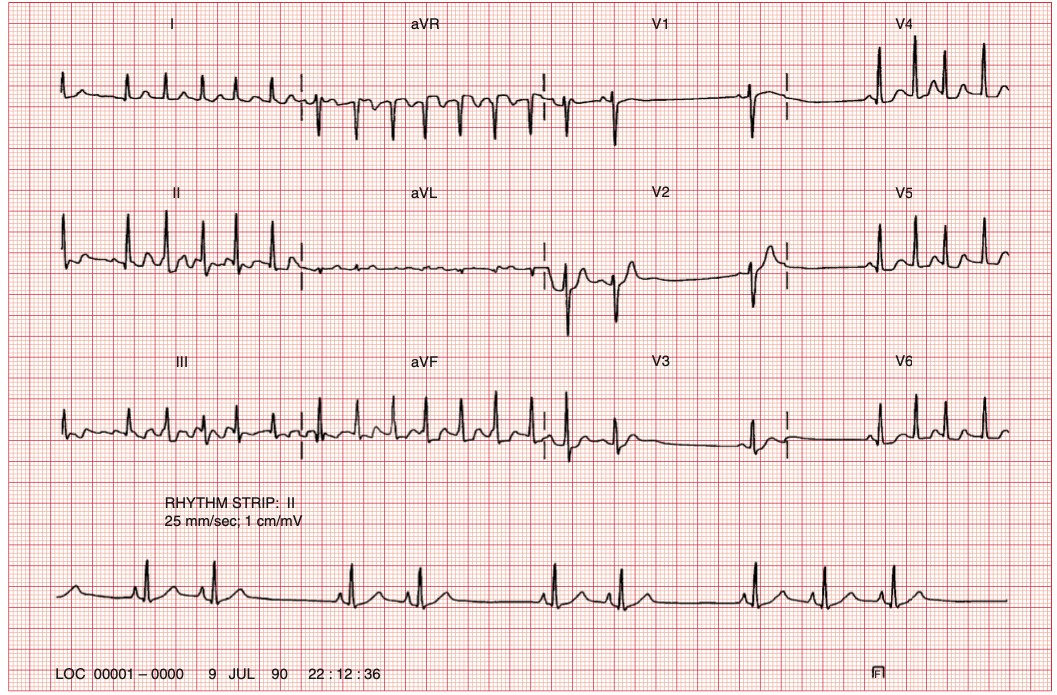 I aVR V1 V4
II aVL V2 V5
III aVF V3 V6
RHYTHM STRIP: II
25 mm/sec; 1 cm/mV
LOC 00001 – 0000 9 JUL 90 22 : 12 : 36
F